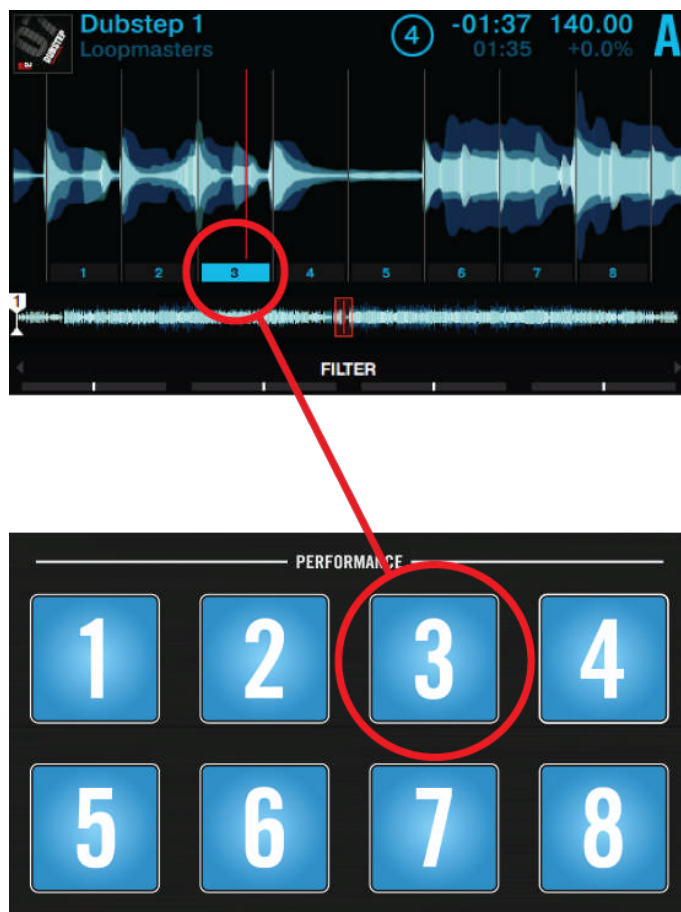 Dubstep 1
Loopmasters
4
-01:37
01:35
140.00
+0.0%
A
DUBSTEP
1 2 3 4 5 6 7 8
1
FILTER
PERFORMANCE
1 2 3 4
5 6 7 8